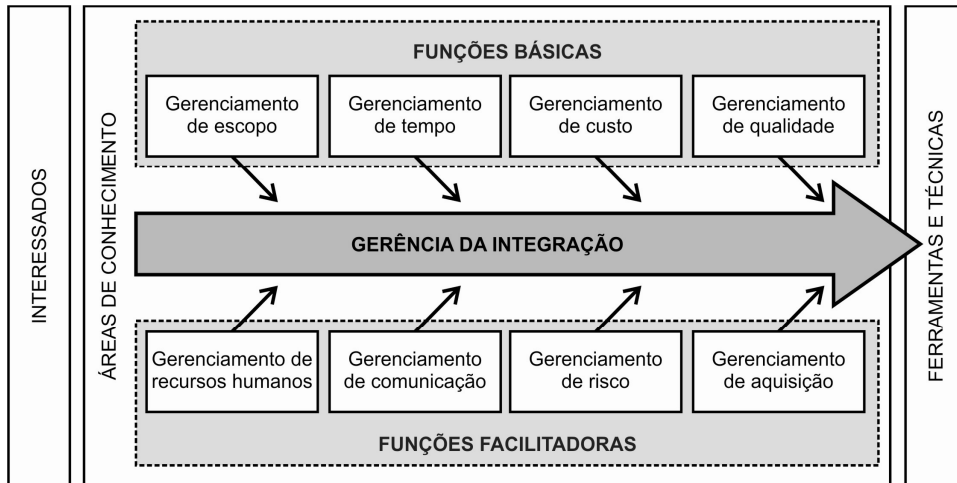 INTERESSADOS
ÁREAS DE CONHECIMENTO
FUNÇÕES BÁSICAS
Gerenciamento
de escopo
Gerenciamento
de tempo
Gerenciamento
de custo
Gerenciamento
de qualidade
GERÊNCIA DA INTEGRAÇÃO
Gerenciamento de
recursos humanos
Gerenciamento
de comunicação
Gerenciamento
de risco
Gerenciamento
de aquisição
FUNÇÕES FACILITADORAS
FERRAMENTAS E TÉCNICAS